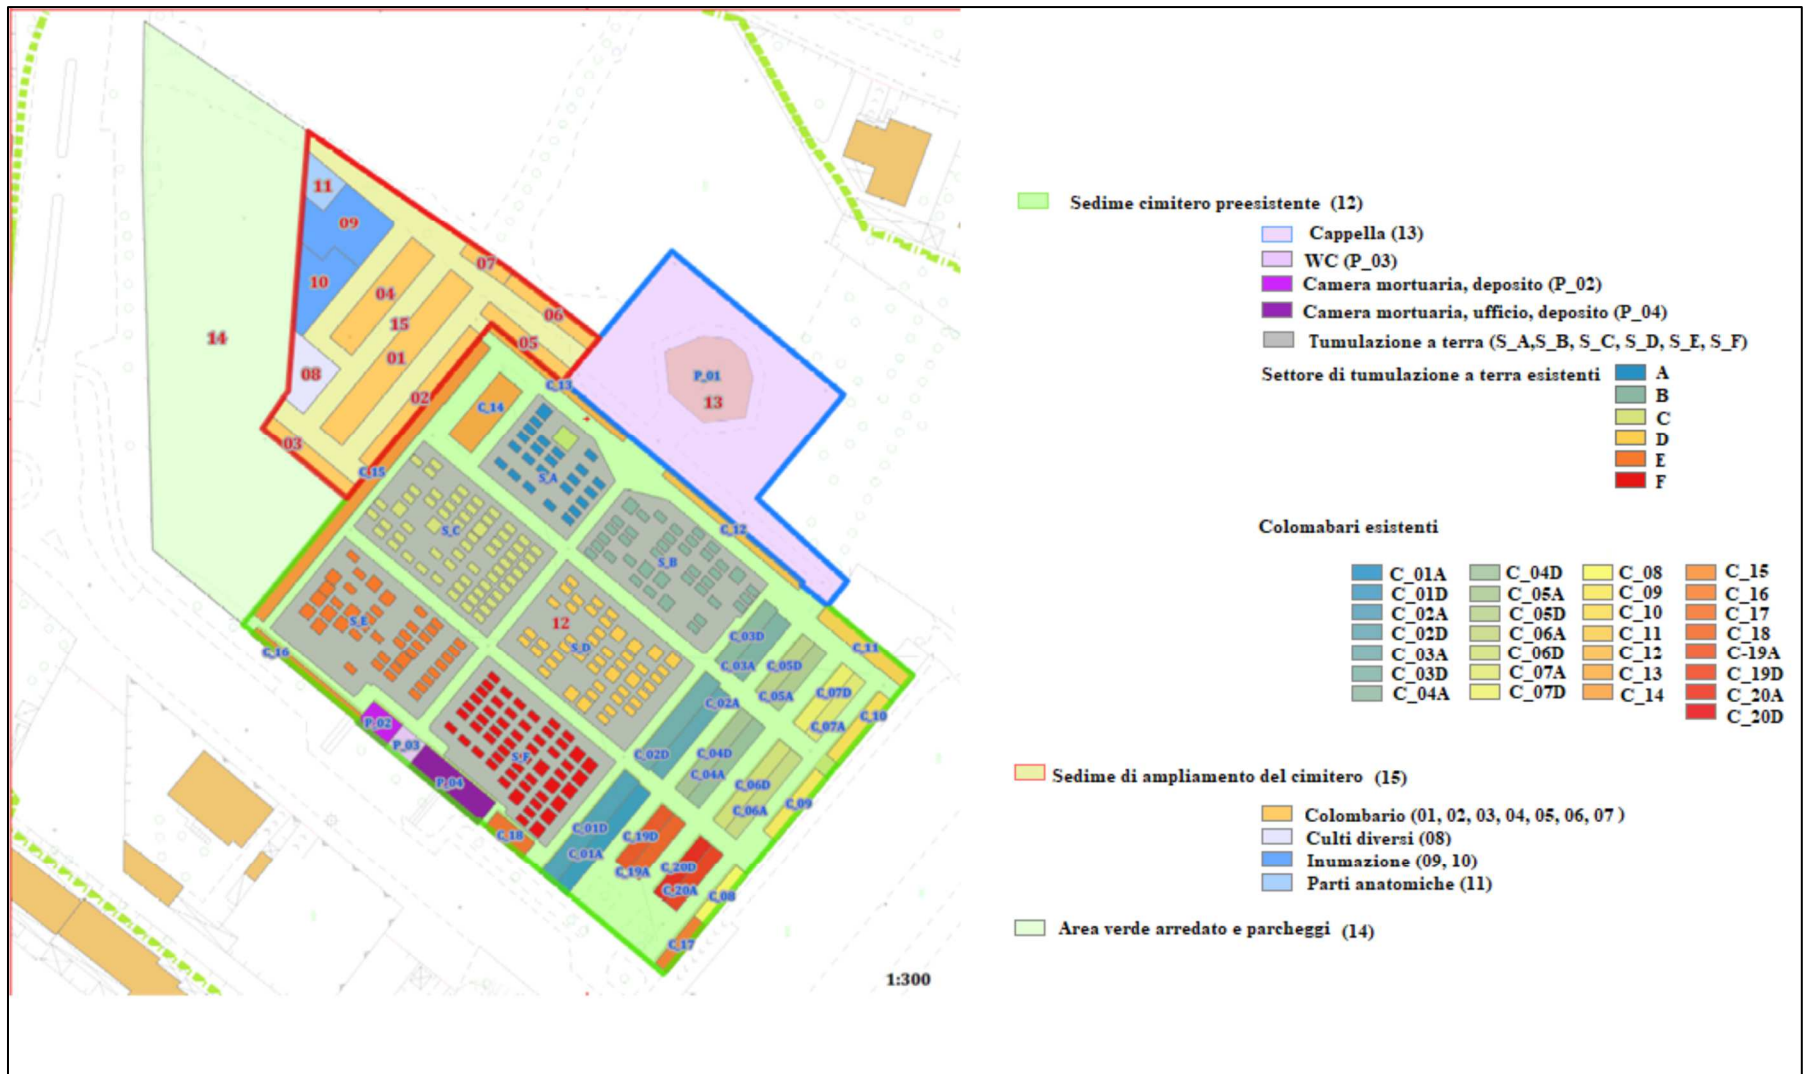 11
09
10
04
07
15
06
14
01
05
08
02
03
P_01
13
C_13
C_14
C_15
S_A
C_12
S_C
S_B
12
S_E
S_D
C_16
C_03D
C_11
C_03A
C_05D
C_05A
C_07D
C_02A
C_10
C_07A
P_02
P_03
C_02D
C_04D
S_F
C_04A
P_04
C_06D
C_09
C_06A
C_18
C_01D
C_19D
C_01A
C_19A
C_20D
C_20A
C_08
C_17
1:300
Sedime cimitero preesistente (12)
Cappella (13)
WC (P_03)
Camera mortuaria, deposito (P_02)
Camera mortuaria, ufficio, deposito (P_04)
Tumulazione a terra (S_A,S_B, S_C, S_D, S_E, S_F)
Settore di tumulazione a terra esistenti A
B
C
D
E
F
Colomabari esistenti
C_01A C_04D C_08 C_15
C_01D C_05A C_09 C_16
C_02A C_05D C_10 C_17
C_02D C_06A C_11 C_18
C_03A C_06D C_12 C-19A
C_03D C_07A C_13 C_19D
C_04A C_07D C_14 C_20A
C_20D
Sedime di ampliamento del cimitero (15)
Colombario (01, 02, 03, 04, 05, 06, 07 )
Culti diversi (08)
Inumazione (09, 10)
Parti anatomiche (11)
Area verde arredato e parcheggi (14)